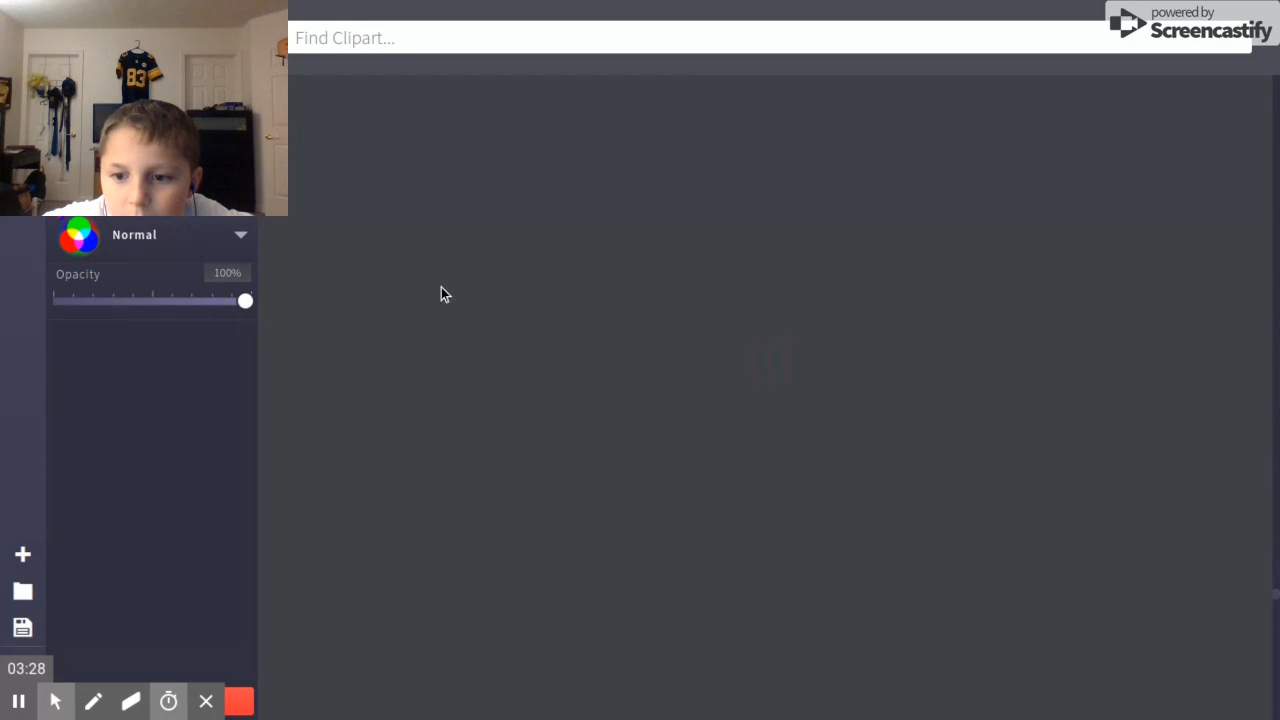 powered by
Screencastify
Find Clipart...
83
Normal
Opacity 100%
03:28